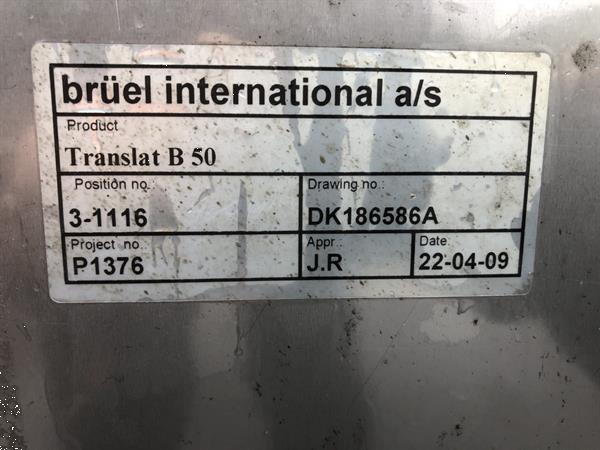 brüel international a/s
Product
Translat B 50
Position no.: Drawing no.:
3-1116 DK186586A
Project no. Appr.: Date
P1376 J.R 22-04-09